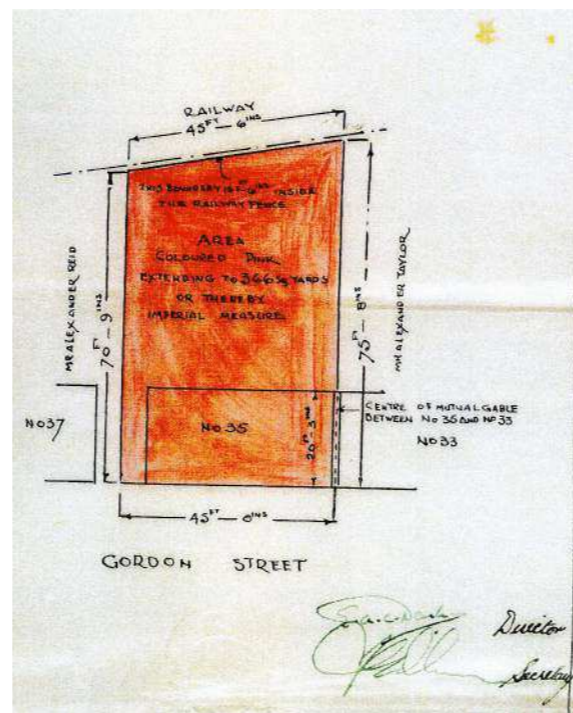 RAILWAY
45FT — 6INS
THIS BOUNDARY IS 1FT-6INS INSIDE
THE RAILWAY FENCE
AREA
COLOURED PINK
EXTENDING TO 366 SQ YARDS
OR THEREBY
IMPERIAL MEASURE.
MR ALEXANDER REID
70FT — 9INS
75FT — 8INS
MR ALEXANDER TAYLOR
NO 37
NO 35
26FT — 3INS
CENTRE OF MUTUAL GABLE
BETWEEN NO 35 AND NO 33
NO 33
45FT — 0INS
GORDON STREET
Director
Secretary